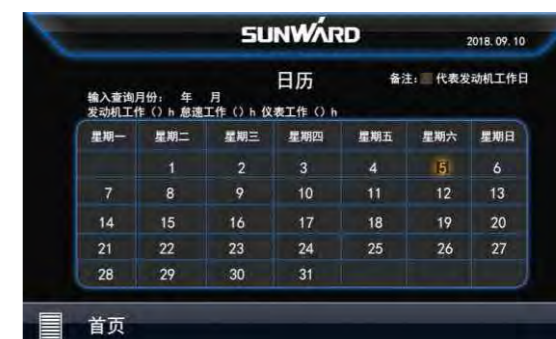 SUNWARD
2018.09.10
日历
备注: 代表发动机工作日
输入查询月份: 年 月
发动机工作 () h 怠速工作 () h 仪表工作 () h
星期一 星期二 星期三 星期四 星期五 星期六 星期日
1 2 3 4 5 6
7 8 9 10 11 12 13
14 15 16 17 18 19 20
21 22 23 24 25 26 27
28 29 30 31
首页